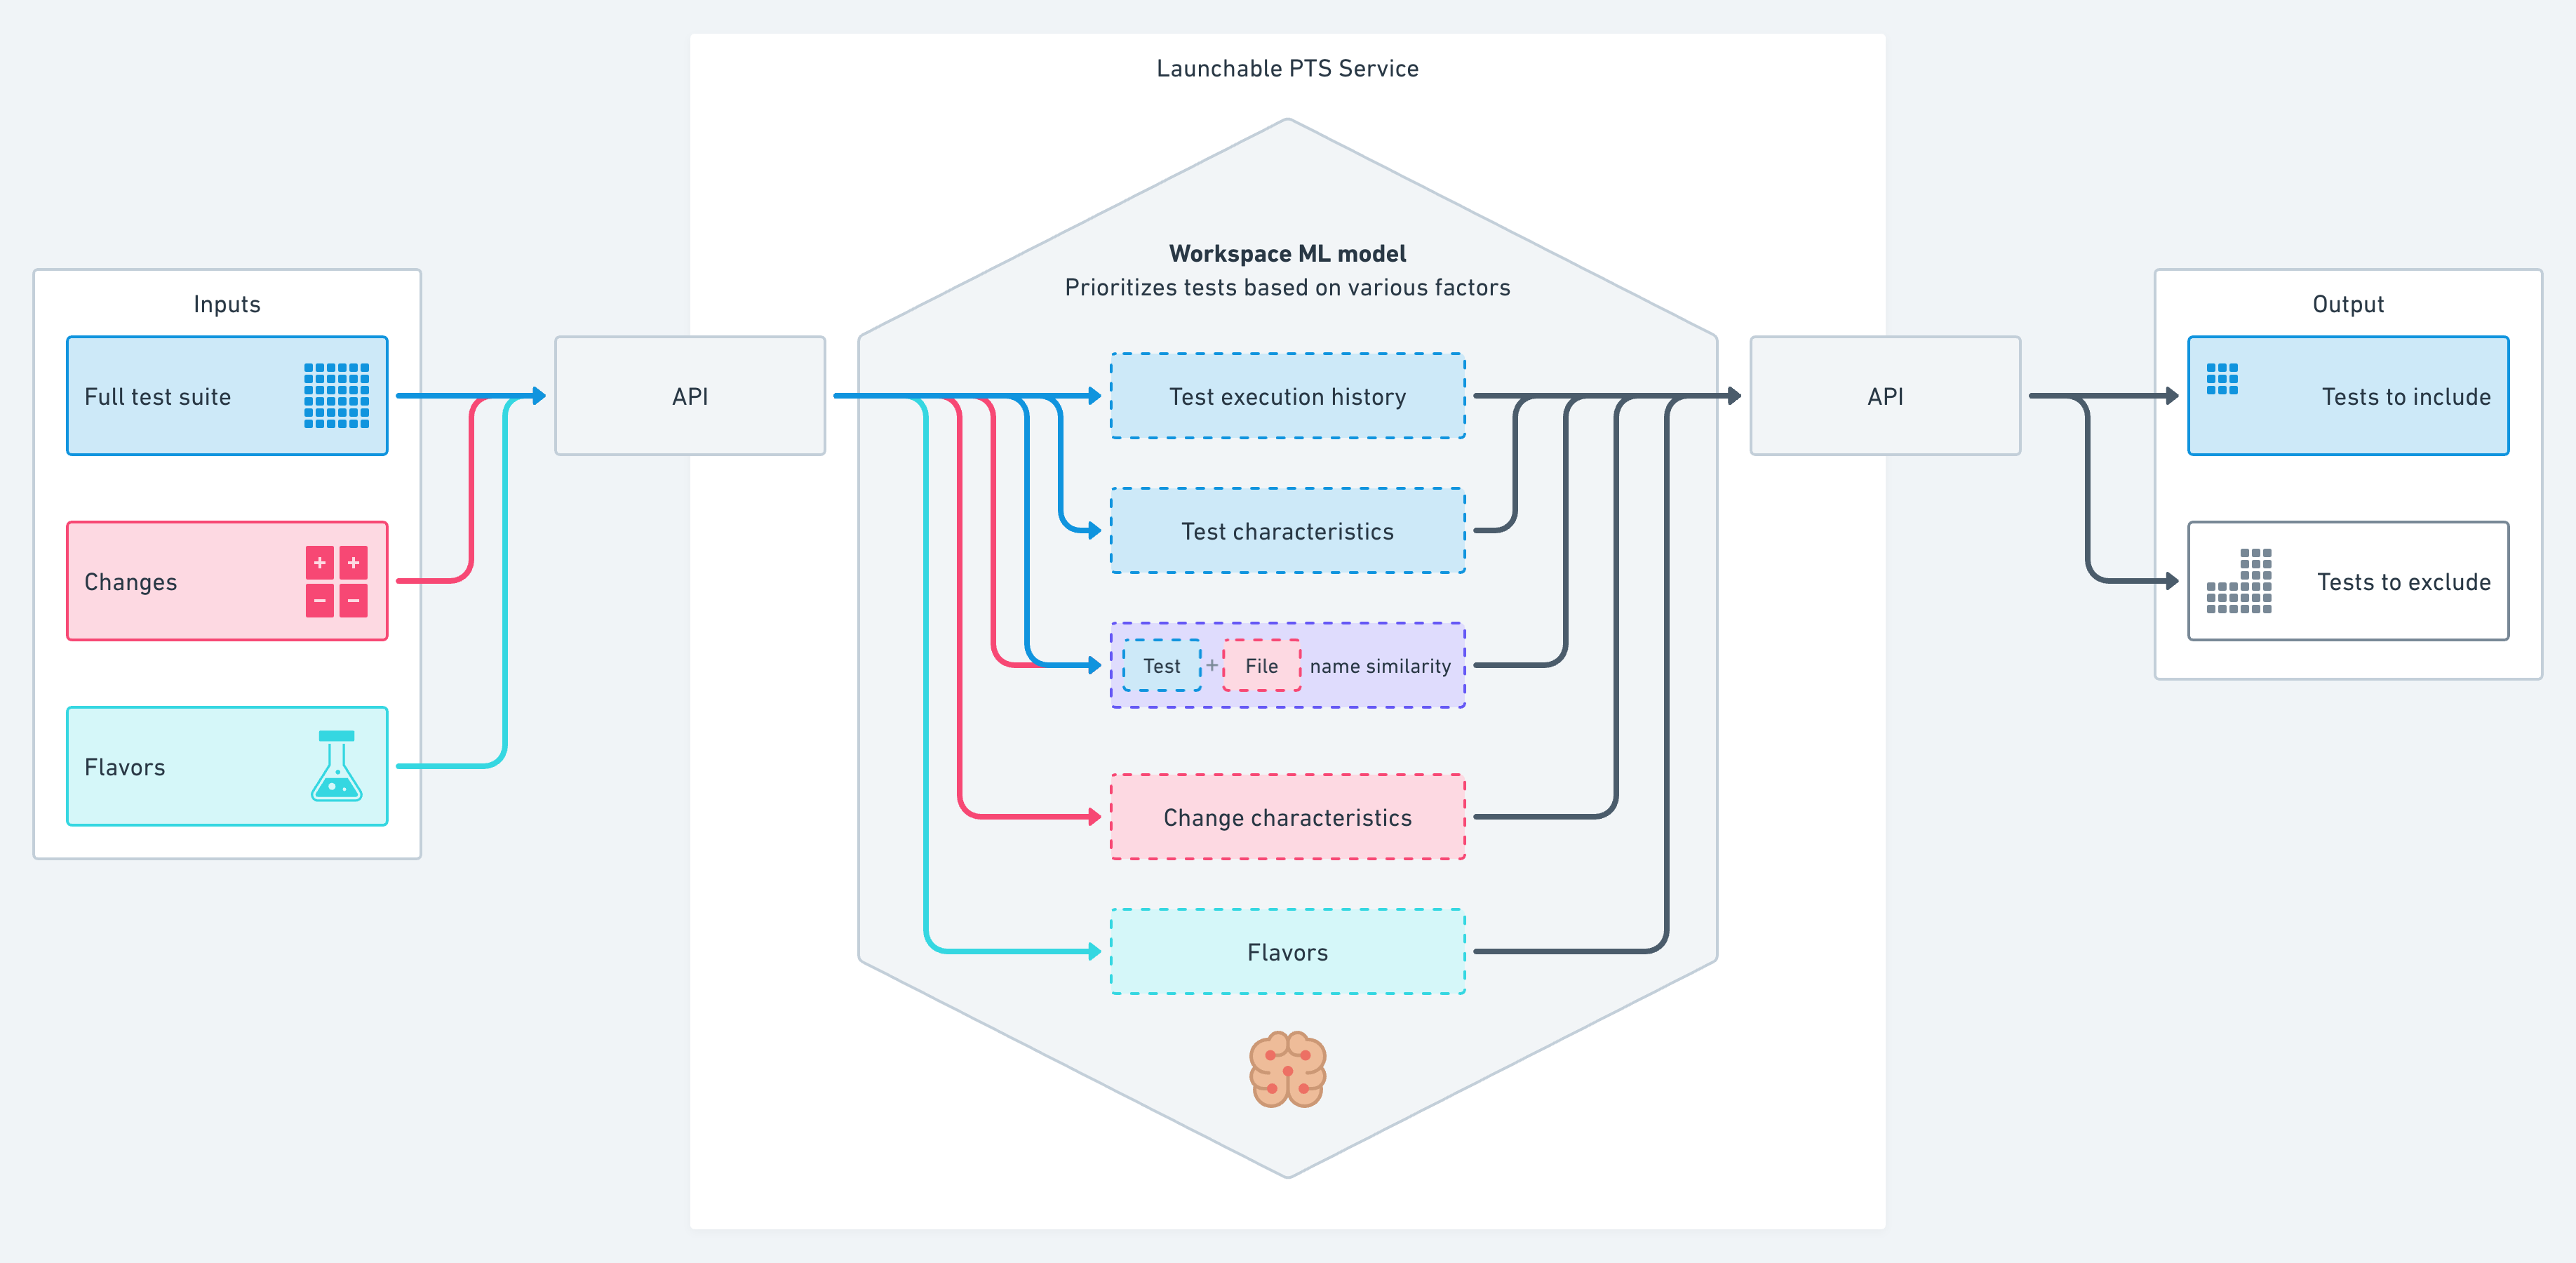 Launchable PTS Service
Inputs
Full test suite
Changes
Flavors
API
Workspace ML model
Prioritizes tests based on various factors
Test execution history
Test characteristics
Test + File name similarity
Change characteristics
Flavors
API
Output
Tests to include
Tests to exclude